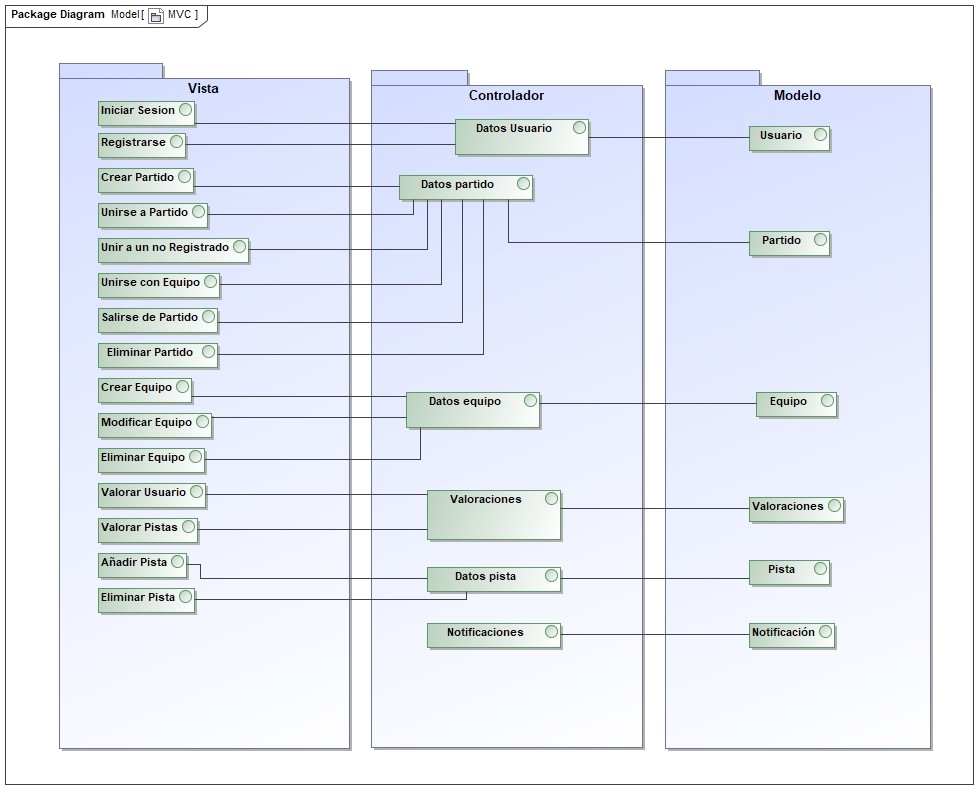 Package Diagram Model[ MVC ]
Vista
Iniciar Sesion
Registrarse
Crear Partido
Unirse a Partido
Unir a un no Registrado
Unirse con Equipo
Salirse de Partido
Eliminar Partido
Crear Equipo
Modificar Equipo
Eliminar Equipo
Valorar Usuario
Valorar Pistas
Añadir Pista
Eliminar Pista
Controlador
Datos Usuario
Datos partido
Datos equipo
Valoraciones
Datos pista
Notificaciones
Modelo
Usuario
Partido
Equipo
Valoraciones
Pista
Notificación